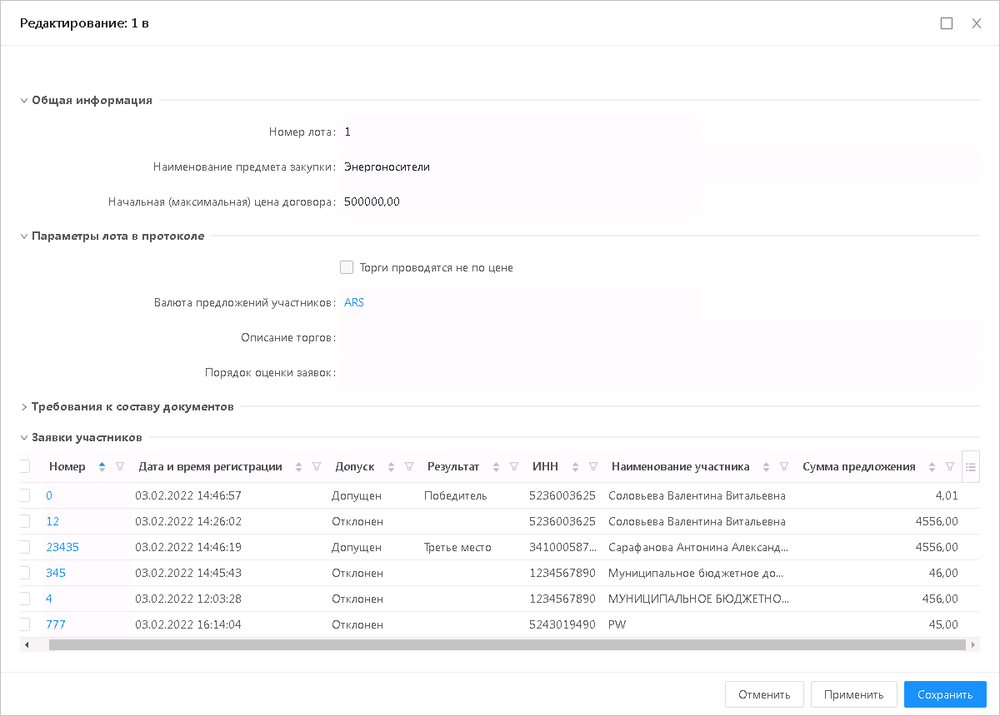 Редактирование: 1 в
Общая информация
Номер лота: 1
Наименование предмета закупки: Энергоносители
Начальная (максимальная) цена договора: 500000,00
Параметры лота в протоколе
Торги проводятся не по цене
Валюта предложений участников: ARS
Описание торгов:
Порядок оценки заявок:
Требования к составу документов
Заявки участников
Номер Дата и время регистрации Допуск Результат ИНН Наименование участника Сумма предложения
0 03.02.2022 14:46:57 Допущен Победитель 5236003625 Соловьева Валентина Витальевна 4,01
12 03.02.2022 14:26:02 Отклонен 5236003625 Соловьева Валентина Витальевна 4556,00
23435 03.02.2022 14:46:19 Допущен Третье место 341000587... Сарафанова Антонина Александ... 4556,00
345 03.02.2022 14:45:43 Отклонен 1234567890 Муниципальное бюджетное до... 46,00
4 03.02.2022 12:03:28 Отклонен 1234567890 МУНИЦИПАЛЬНОЕ БЮДЖЕТНО... 456,00
777 03.02.2022 16:14:04 Отклонен 5243019490 PW 45,00
Отменить Применить Сохранить